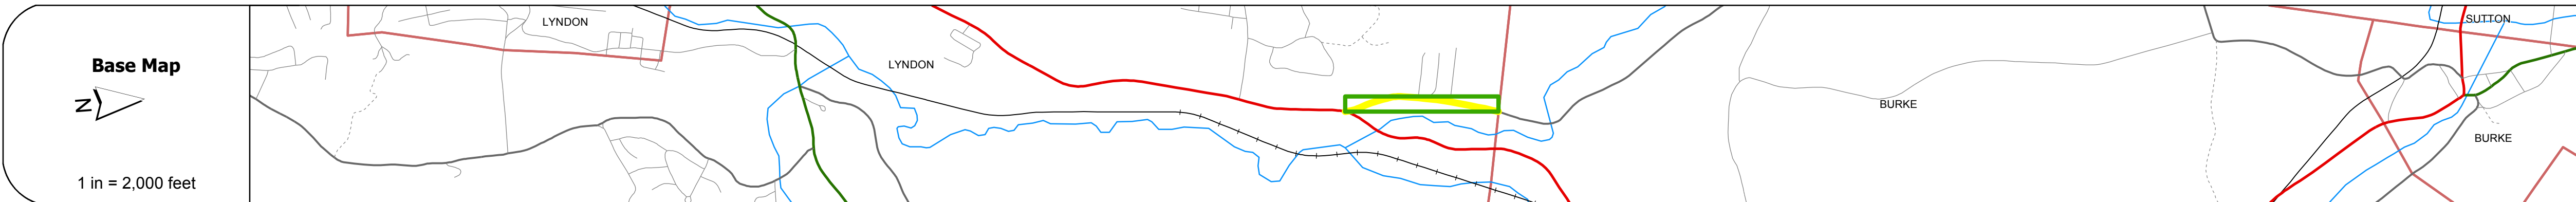 Base Map
N
1 in = 2,000 feet
LYNDON
LYNDON
BURKE
SUTTON
BURKE